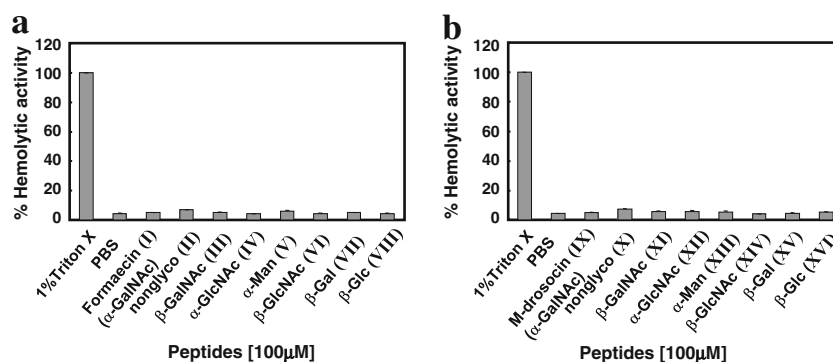 a
% Hemolytic activity
120
100
80
60
40
20
0
1%Triton X
PBS
Formaecin (I)
(α-GalNAc)
nonglyco (II)
β-GalNAc (III)
α-GlcNAc (IV)
α-Man (V)
β-GlcNAc (VI)
β-Gal (VII)
β-Glc (VIII)
Peptides [100µM]
b
% Hemolytic activity
120
100
80
60
40
20
0
1%Triton X
PBS
M-drosocin (IX)
(α-GalNAc)
nonglyco (X)
β-GalNAc (XI)
α-GlcNAc (XII)
α-Man (XIII)
β-GlcNAc (XIV)
β-Gal (XV)
β-Glc (XVI)
Peptides [100µM]